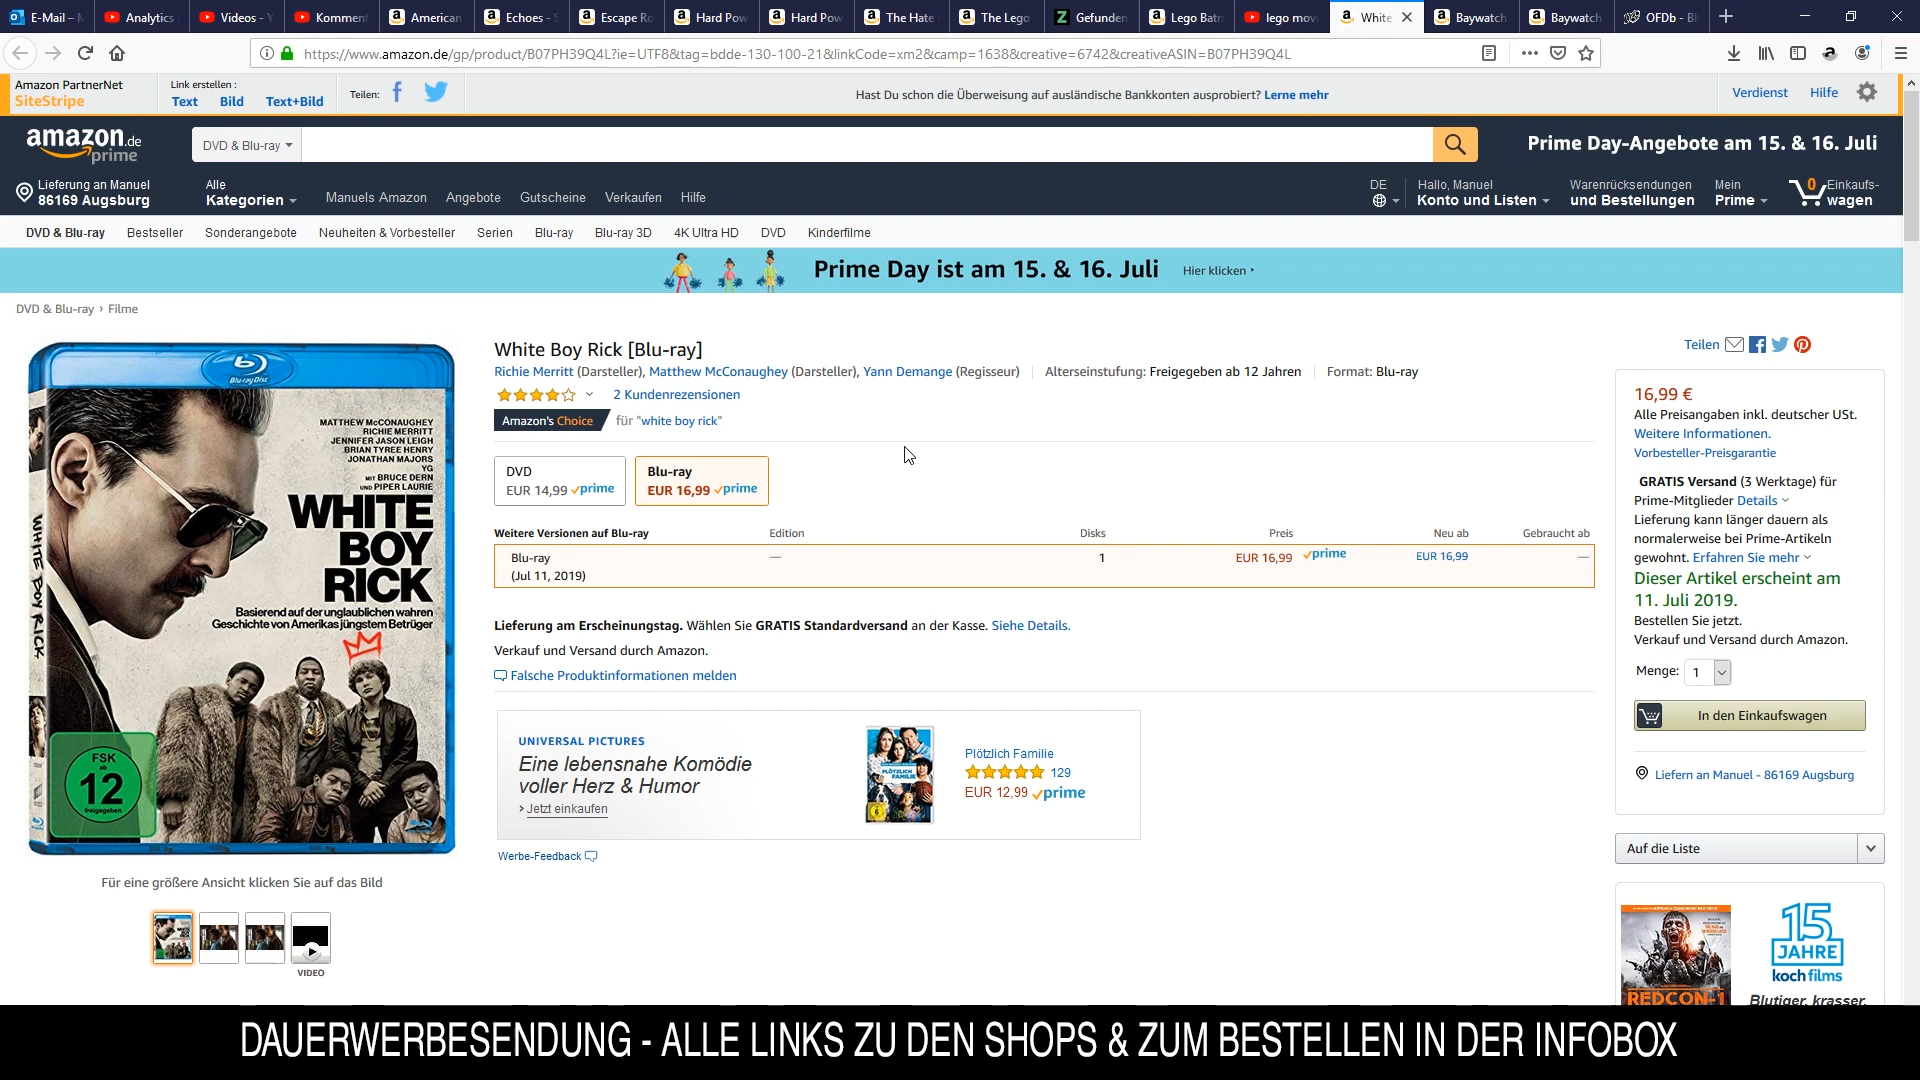 E-Mail –
Analytics
Videos - Y
Komment
American
Echoes - S
Escape Ro
Hard Pow
Hard Pow
The Hate
The Lego
Gefunden
Lego Batm
lego movi
White
Baywatch
Baywatch
OFDb - Bl
https://www.amazon.de/gp/product/B07PH39Q4L?ie=UTF8&tag=bdde-130-100-21&linkCode=xm2&camp=1638&creative=6742&creativeASIN=B07PH39Q4L
Amazon PartnerNet
SiteStripe
Link erstellen :
Text Bild Text+Bild
Teilen:
Hast Du schon die Überweisung auf ausländische Bankkonten ausprobiert? Lerne mehr
Verdienst Hilfe
amazon.de
prime
DVD & Blu-ray
Prime Day-Angebote am 15. & 16. Juli
Lieferung an Manuel
86169 Augsburg
Alle
Kategorien
Manuels Amazon Angebote Gutscheine Verkaufen Hilfe
DE
Hallo, Manuel
Konto und Listen
Warenrücksendungen
und Bestellungen
Mein
Prime
0
Einkaufs-
wagen
DVD & Blu-ray Bestseller Sonderangebote Neuheiten & Vorbesteller Serien Blu-ray Blu-ray 3D 4K Ultra HD DVD Kinderfilme
Prime Day ist am 15. & 16. Juli Hier klicken
DVD & Blu-ray › Filme
Blu-ray Disc
MATTHEW McCONAUGHEY
RICHIE MERRITT
JENNIFER JASON LEIGH
BRIAN TYREE HENRY
JONATHAN MAJORS
YG
MIT BRUCE DERN
UND PIPER LAURIE
WHITE
BOY
RICK
Basierend auf der unglaublichen wahren
Geschichte von Amerikas jüngstem Betrüger
WHITE BOY RICK
FSK
ab
12
freigegeben
Für eine größere Ansicht klicken Sie auf das Bild
VIDEO
White Boy Rick [Blu-ray]
Richie Merritt (Darsteller), Matthew McConaughey (Darsteller), Yann Demange (Regisseur) Alterseinstufung: Freigegeben ab 12 Jahren Format: Blu-ray
2 Kundenrezensionen
Amazon's Choice für "white boy rick"
DVD
EUR 14,99 prime
Blu-ray
EUR 16,99 prime
Weitere Versionen auf Blu-ray Edition Disks Preis Neu ab Gebraucht ab
Blu-ray — 1 EUR 16,99 prime EUR 16,99 —
(Jul 11, 2019)
Lieferung am Erscheinungstag. Wählen Sie GRATIS Standardversand an der Kasse. Siehe Details.
Verkauf und Versand durch Amazon.
Falsche Produktinformationen melden
UNIVERSAL PICTURES
Eine lebensnahe Komödie
voller Herz & Humor
› Jetzt einkaufen
PLÖTZLICH
FAMILIE
Plötzlich Familie
129
EUR 12,99 prime
Werbe-Feedback
Teilen
16,99 €
Alle Preisangaben inkl. deutscher USt.
Weitere Informationen.
Vorbesteller-Preisgarantie
GRATIS Versand (3 Werktage) für
Prime-Mitglieder Details
Lieferung kann länger dauern als
normalerweise bei Prime-Artikeln
gewohnt. Erfahren Sie mehr
Dieser Artikel erscheint am
11. Juli 2019.
Bestellen Sie jetzt.
Verkauf und Versand durch Amazon.
Menge: 1
In den Einkaufswagen
Liefern an Manuel - 86169 Augsburg
Auf die Liste
REDCON-1
15
JAHRE
koch films
Blutiger, krasser,
DAUERWERBESENDUNG - ALLE LINKS ZU DEN SHOPS & ZUM BESTELLEN IN DER INFOBOX